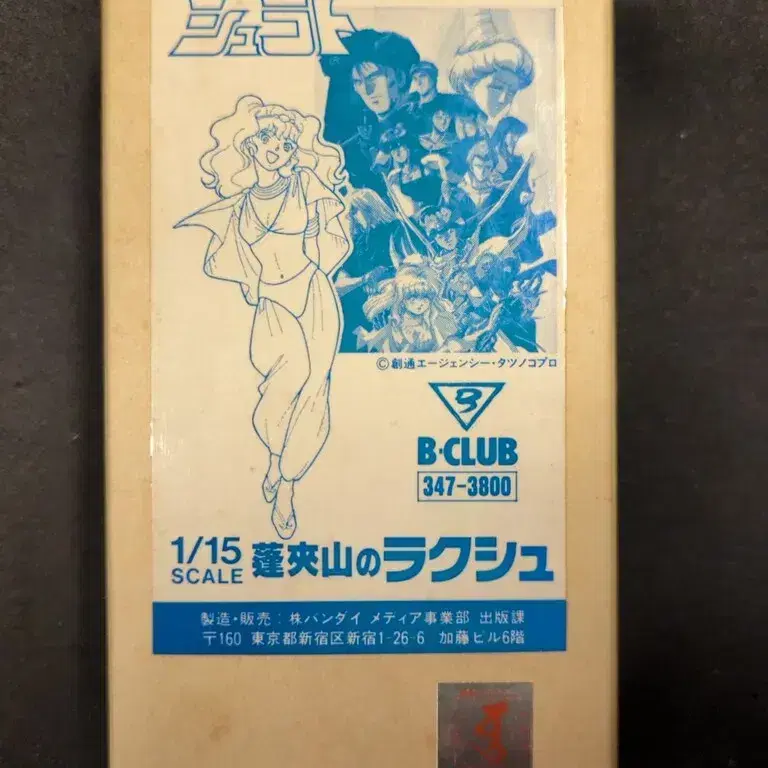 シュラト
©創通エージェンシー・タツノコプロ
B-CLUB
347-3800
1/15
SCALE
蓬夾山のラクシュ
製造・販売:株バンダイ メディア事業部 出版課
〒160 東京都新宿区新宿1-26-6 加藤ビル6階